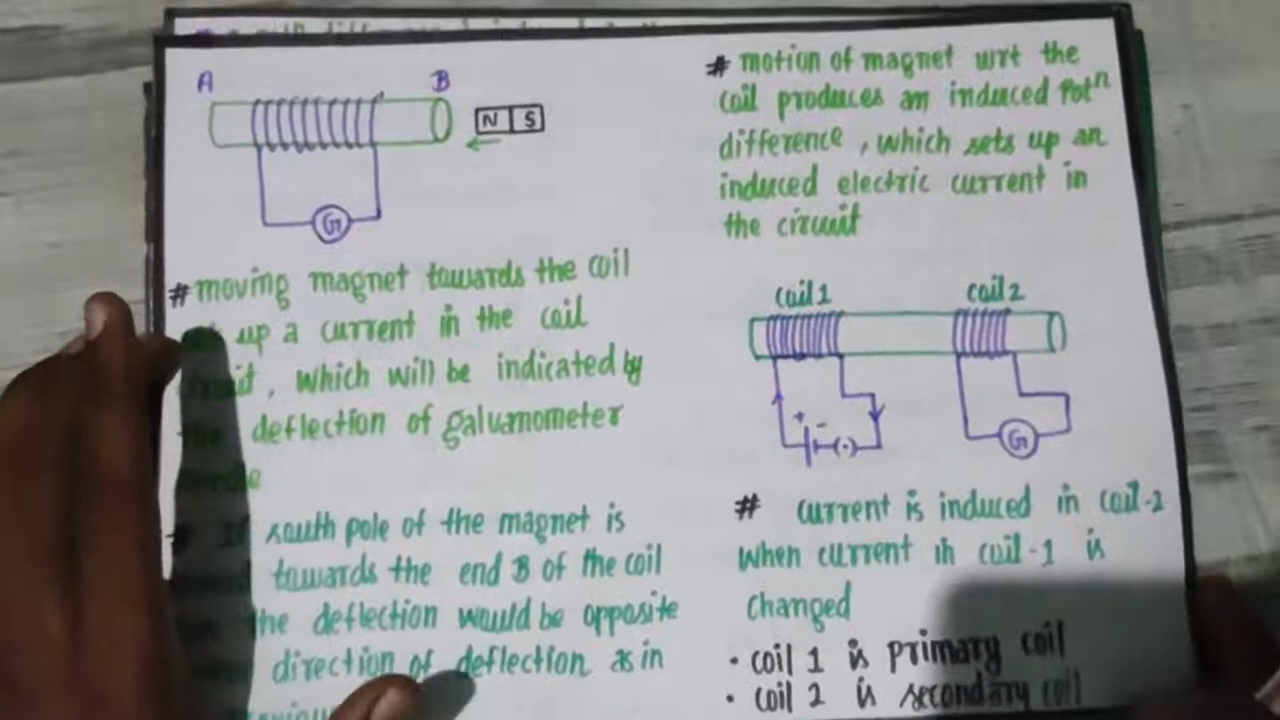 A B
N S
G
# moving magnet towards the coil
up a current in the coil
, which will be indicated by
deflection of galvanometer
# If south pole of the magnet is
towards the end B of the coil
the deflection would be opposite
direction of deflection as in
# motion of magnet wrt the
coil produces an induced Potⁿ
difference , which sets up an
induced electric current in
the circuit
coil 1 coil 2
+ -
G
# current is induced in coil-2
when current in coil-1 is
changed
• coil 1 is primary coil
• coil 2 is secondary coil